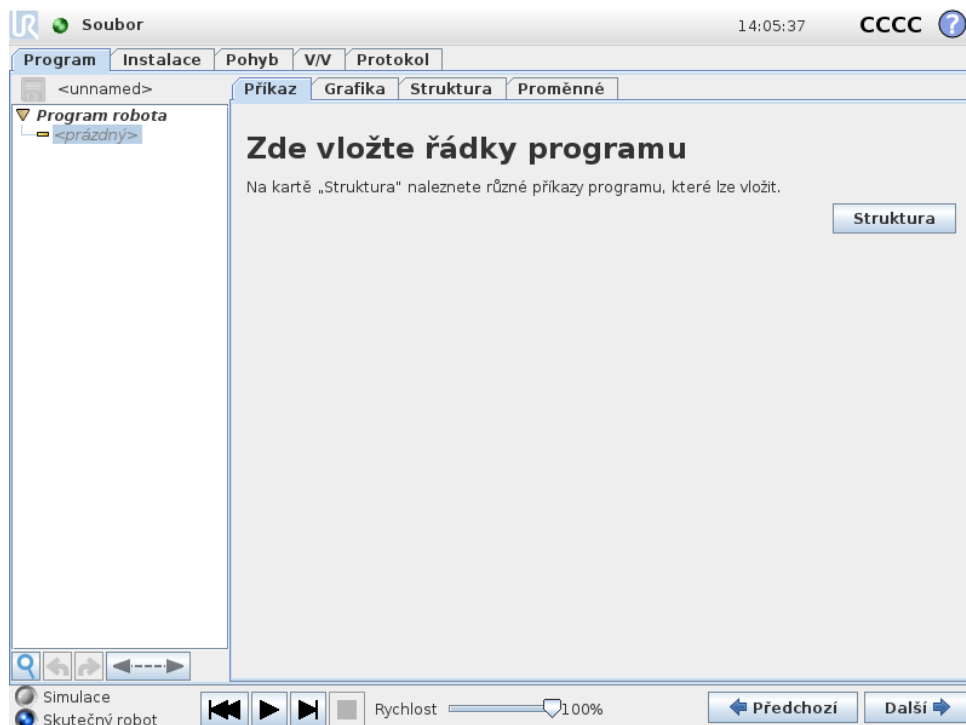 UR Soubor 14:05:37 CCCC ?
Program Instalace Pohyb V/V Protokol
<unnamed> Příkaz Grafika Struktura Proměnné
Program robota
<prázdný>
Zde vložte řádky programu
Na kartě „Struktura" naleznete různé příkazy programu, které lze vložit.
Struktura
Simulace
Skutečný robot
Rychlost 100%
Předchozí Další